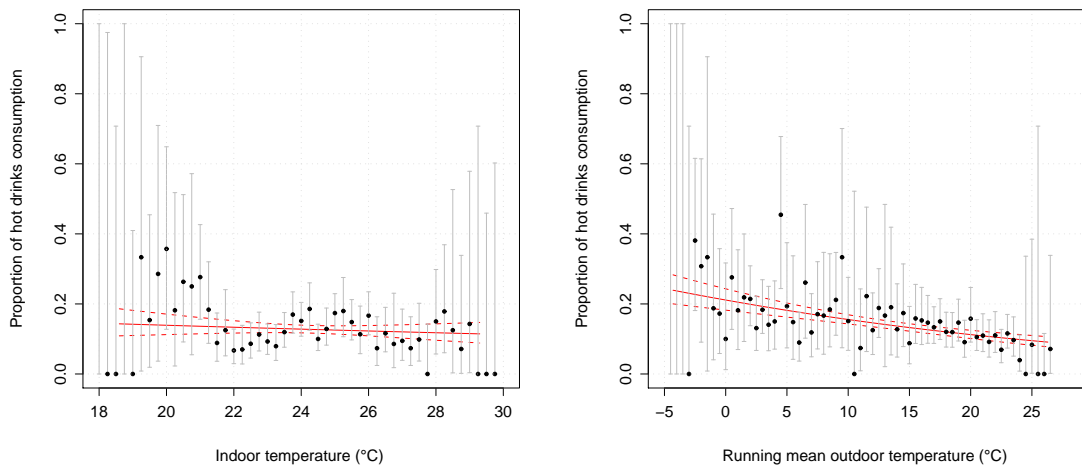 Proportion of hot drinks consumption
1.0
0.8
0.6
0.4
0.2
0.0
18 20 22 24 26 28 30
Indoor temperature (°C)
Proportion of hot drinks consumption
1.0
0.8
0.6
0.4
0.2
0.0
−5 0 5 10 15 20 25
Running mean outdoor temperature (°C)